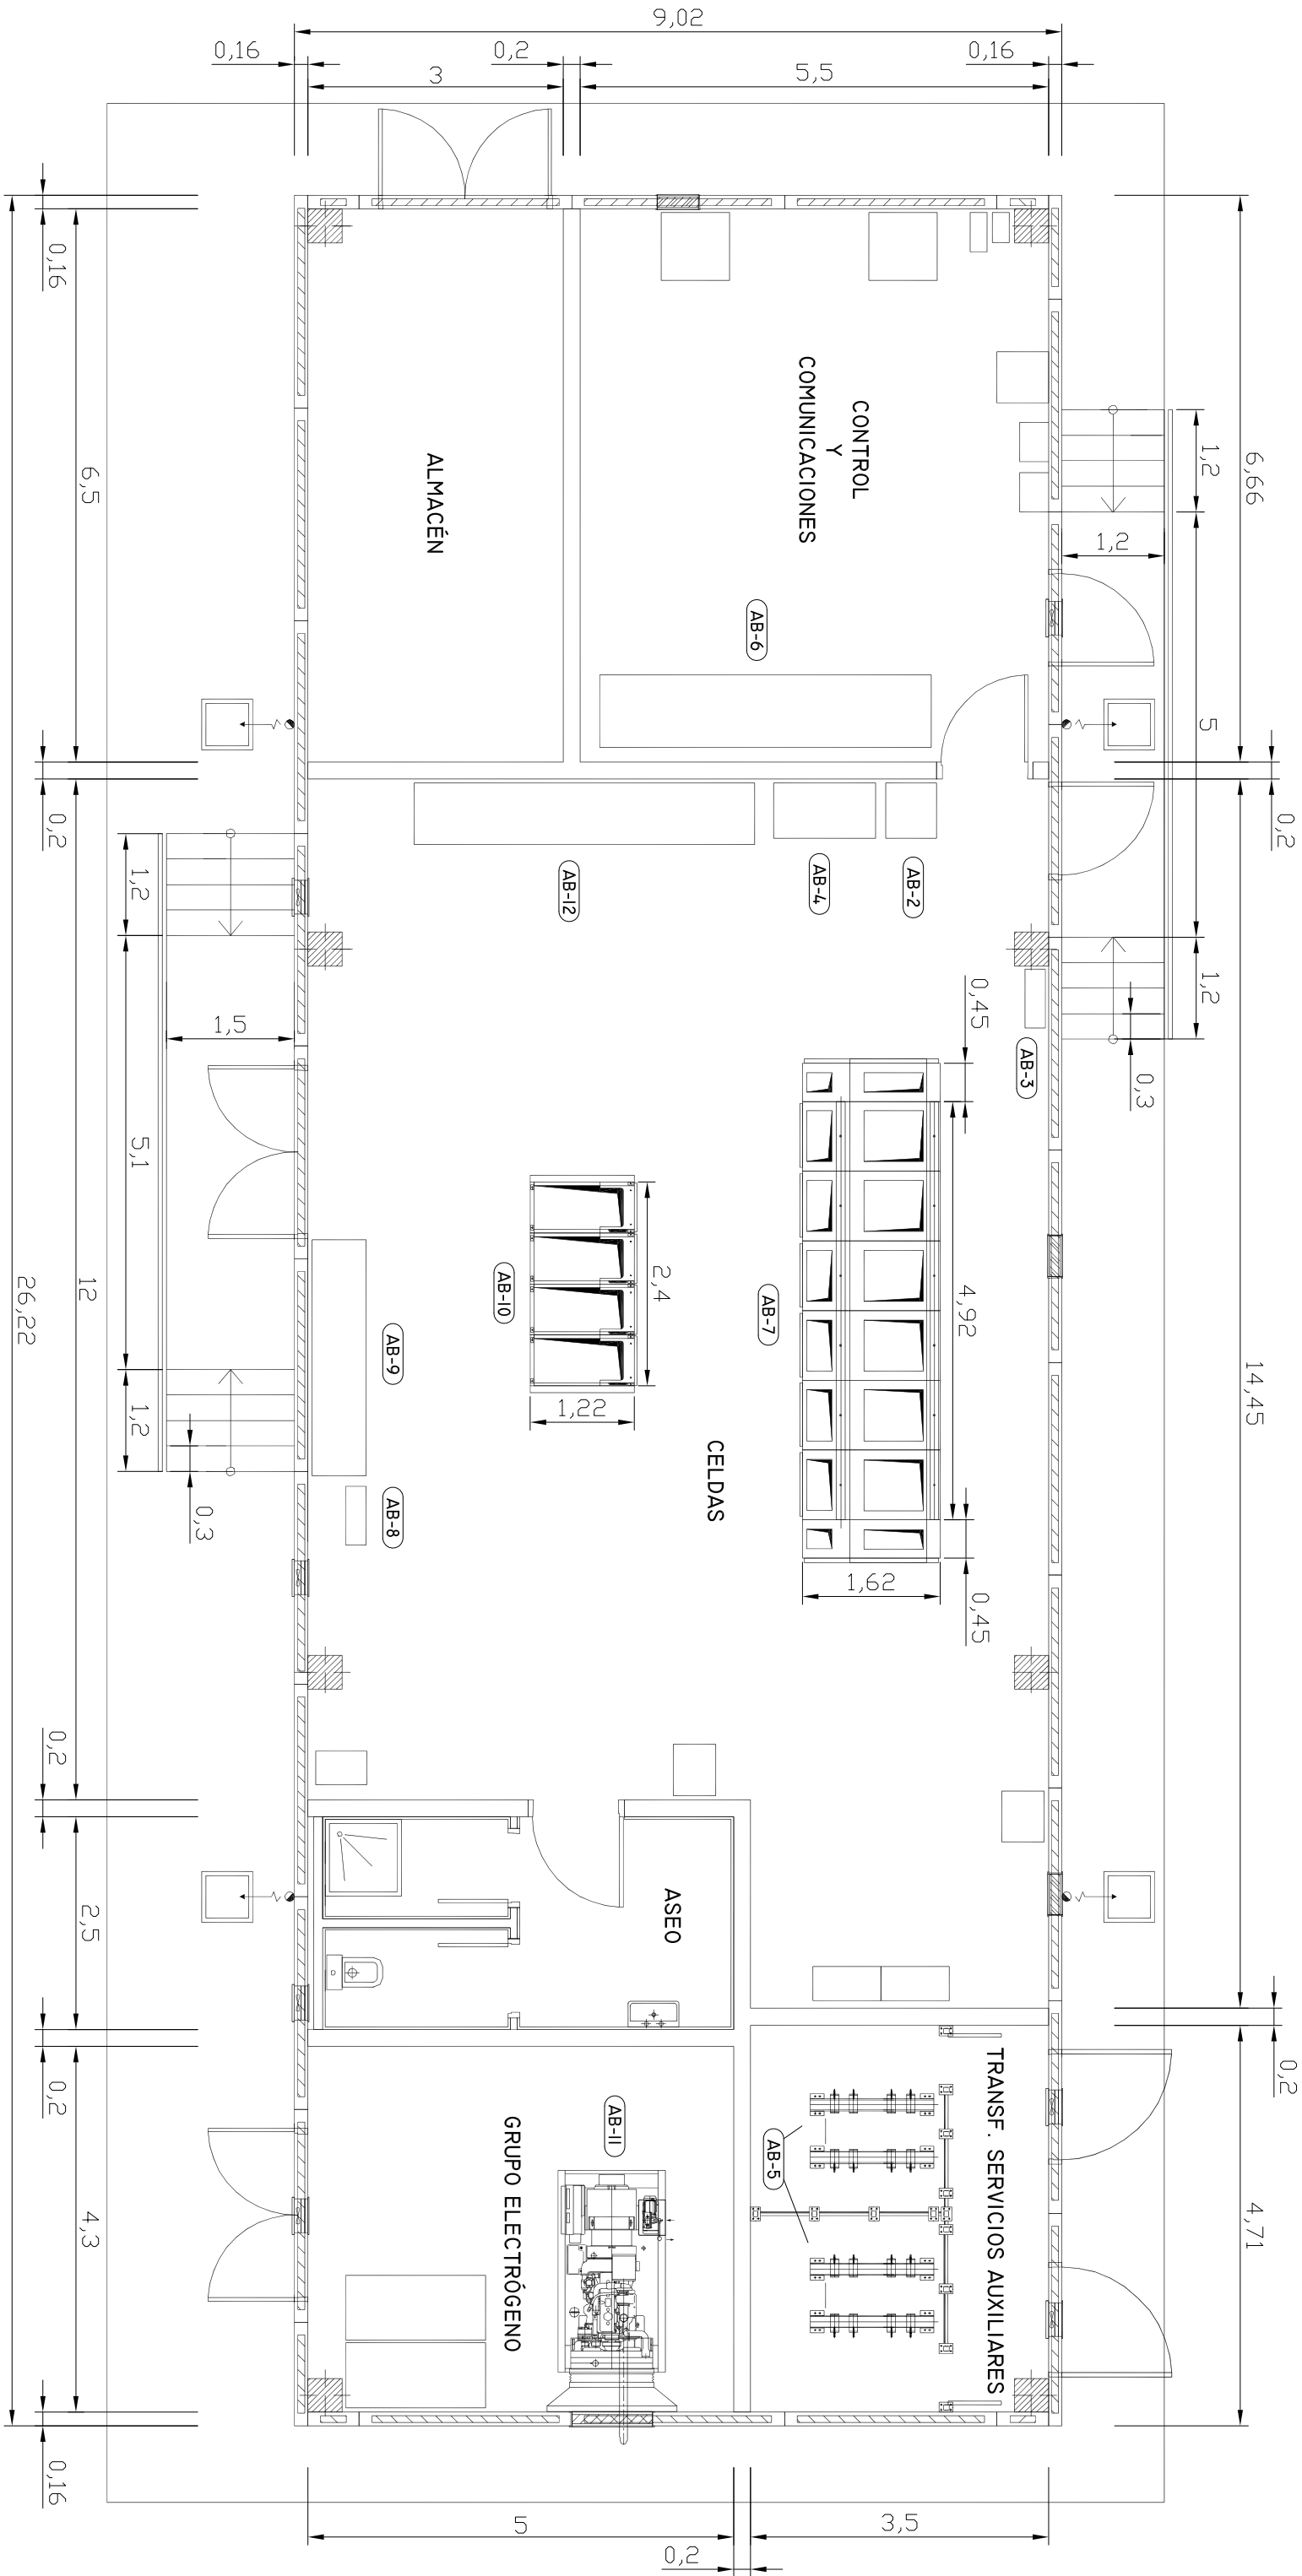 9,02
0,16
3
0,2
5,5
0,16
0,16
6,5
0,2
12
0,2
2,5
0,2
4,3
0,16
26,22
6,66
0,2
14,45
0,2
4,71
1,2
5
1,2
0,3
1,2
CONTROL
Y
COMUNICACIONES
ALMACÉN
AB-6
AB-12
AB-4
AB-2
AB-3
0,45
4,92
0,45
1,62
AB-7
2,4
1,22
AB-10
CELDAS
AB-9
AB-8
1,2
1,5
5,1
1,2
0,3
ASEO
TRANSF. SERVICIOS AUXILIARES
AB-5
AB-11
GRUPO ELECTRÓGENO
5
0,2
3,5